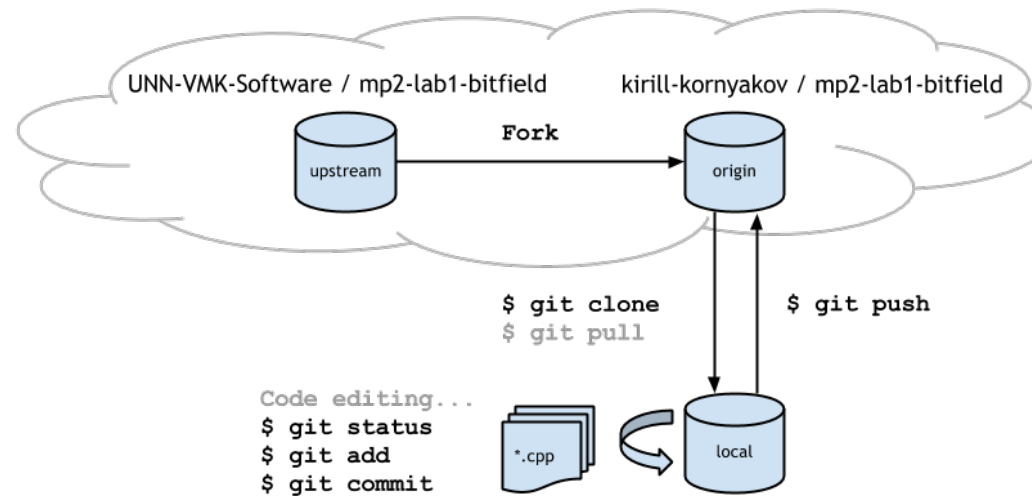 UNN-VMK-Software / mp2-lab1-bitfield
kirill-kornyakov / mp2-lab1-bitfield
Fork
upstream
origin
$ git clone
$ git pull
$ git push
Code editing...
$ git status
$ git add
$ git commit
*.cpp
local